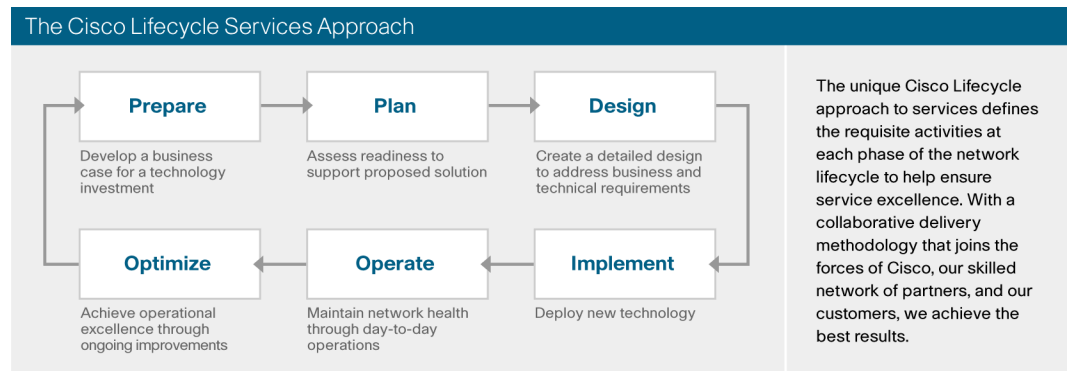 The Cisco Lifecycle Services Approach
Prepare
Develop a business
case for a technology
investment
Plan
Assess readiness to
support proposed solution
Design
Create a detailed design
to address business and
technical requirements
Implement
Deploy new technology
Operate
Maintain network health
through day-to-day
operations
Optimize
Achieve operational
excellence through
ongoing improvements
The unique Cisco Lifecycle
approach to services defines
the requisite activities at
each phase of the network
lifecycle to help ensure
service excellence. With a
collaborative delivery
methodology that joins the
forces of Cisco, our skilled
network of partners, and our
customers, we achieve the
best results.